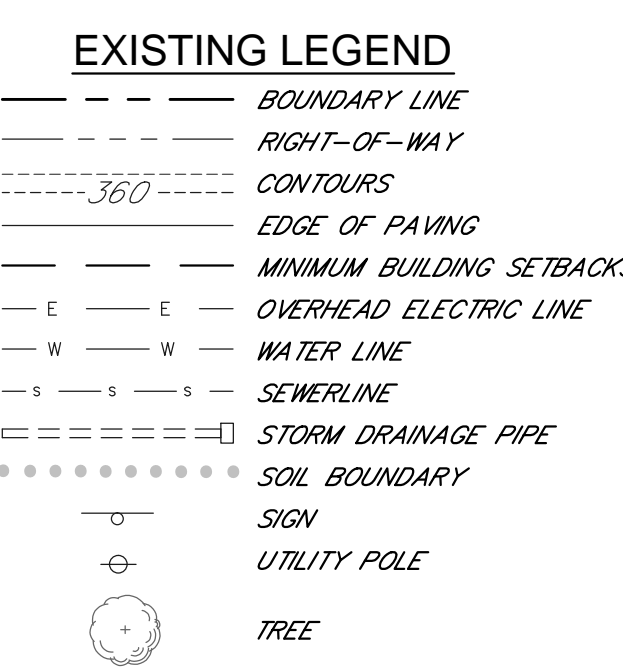 EXISTING LEGEND
BOUNDARY LINE
RIGHT-OF-WAY
360 CONTOURS
EDGE OF PAVING
MINIMUM BUILDING SETBACKS
E E OVERHEAD ELECTRIC LINE
W W WATER LINE
S S S SEWERLINE
STORM DRAINAGE PIPE
SOIL BOUNDARY
SIGN
UTILITY POLE
TREE